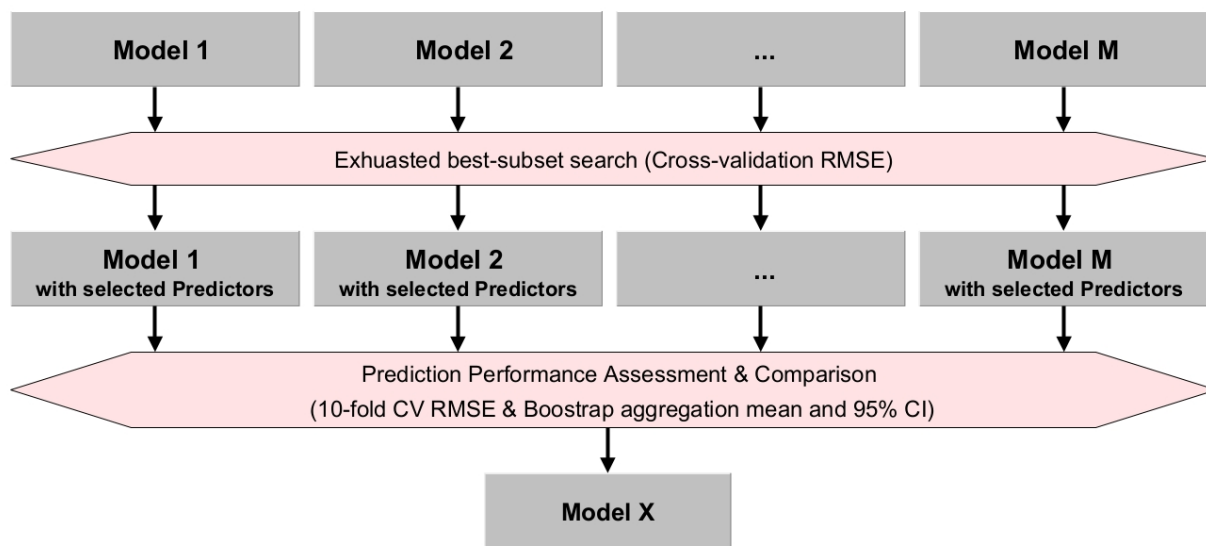 Model 1
Model 2
...
Model M
Exhuasted best-subset search (Cross-validation RMSE)
Model 1
with selected Predictors
Model 2
with selected Predictors
...
Model M
with selected Predictors
Prediction Performance Assessment & Comparison
(10-fold CV RMSE & Boostrap aggregation mean and 95% CI)
Model X